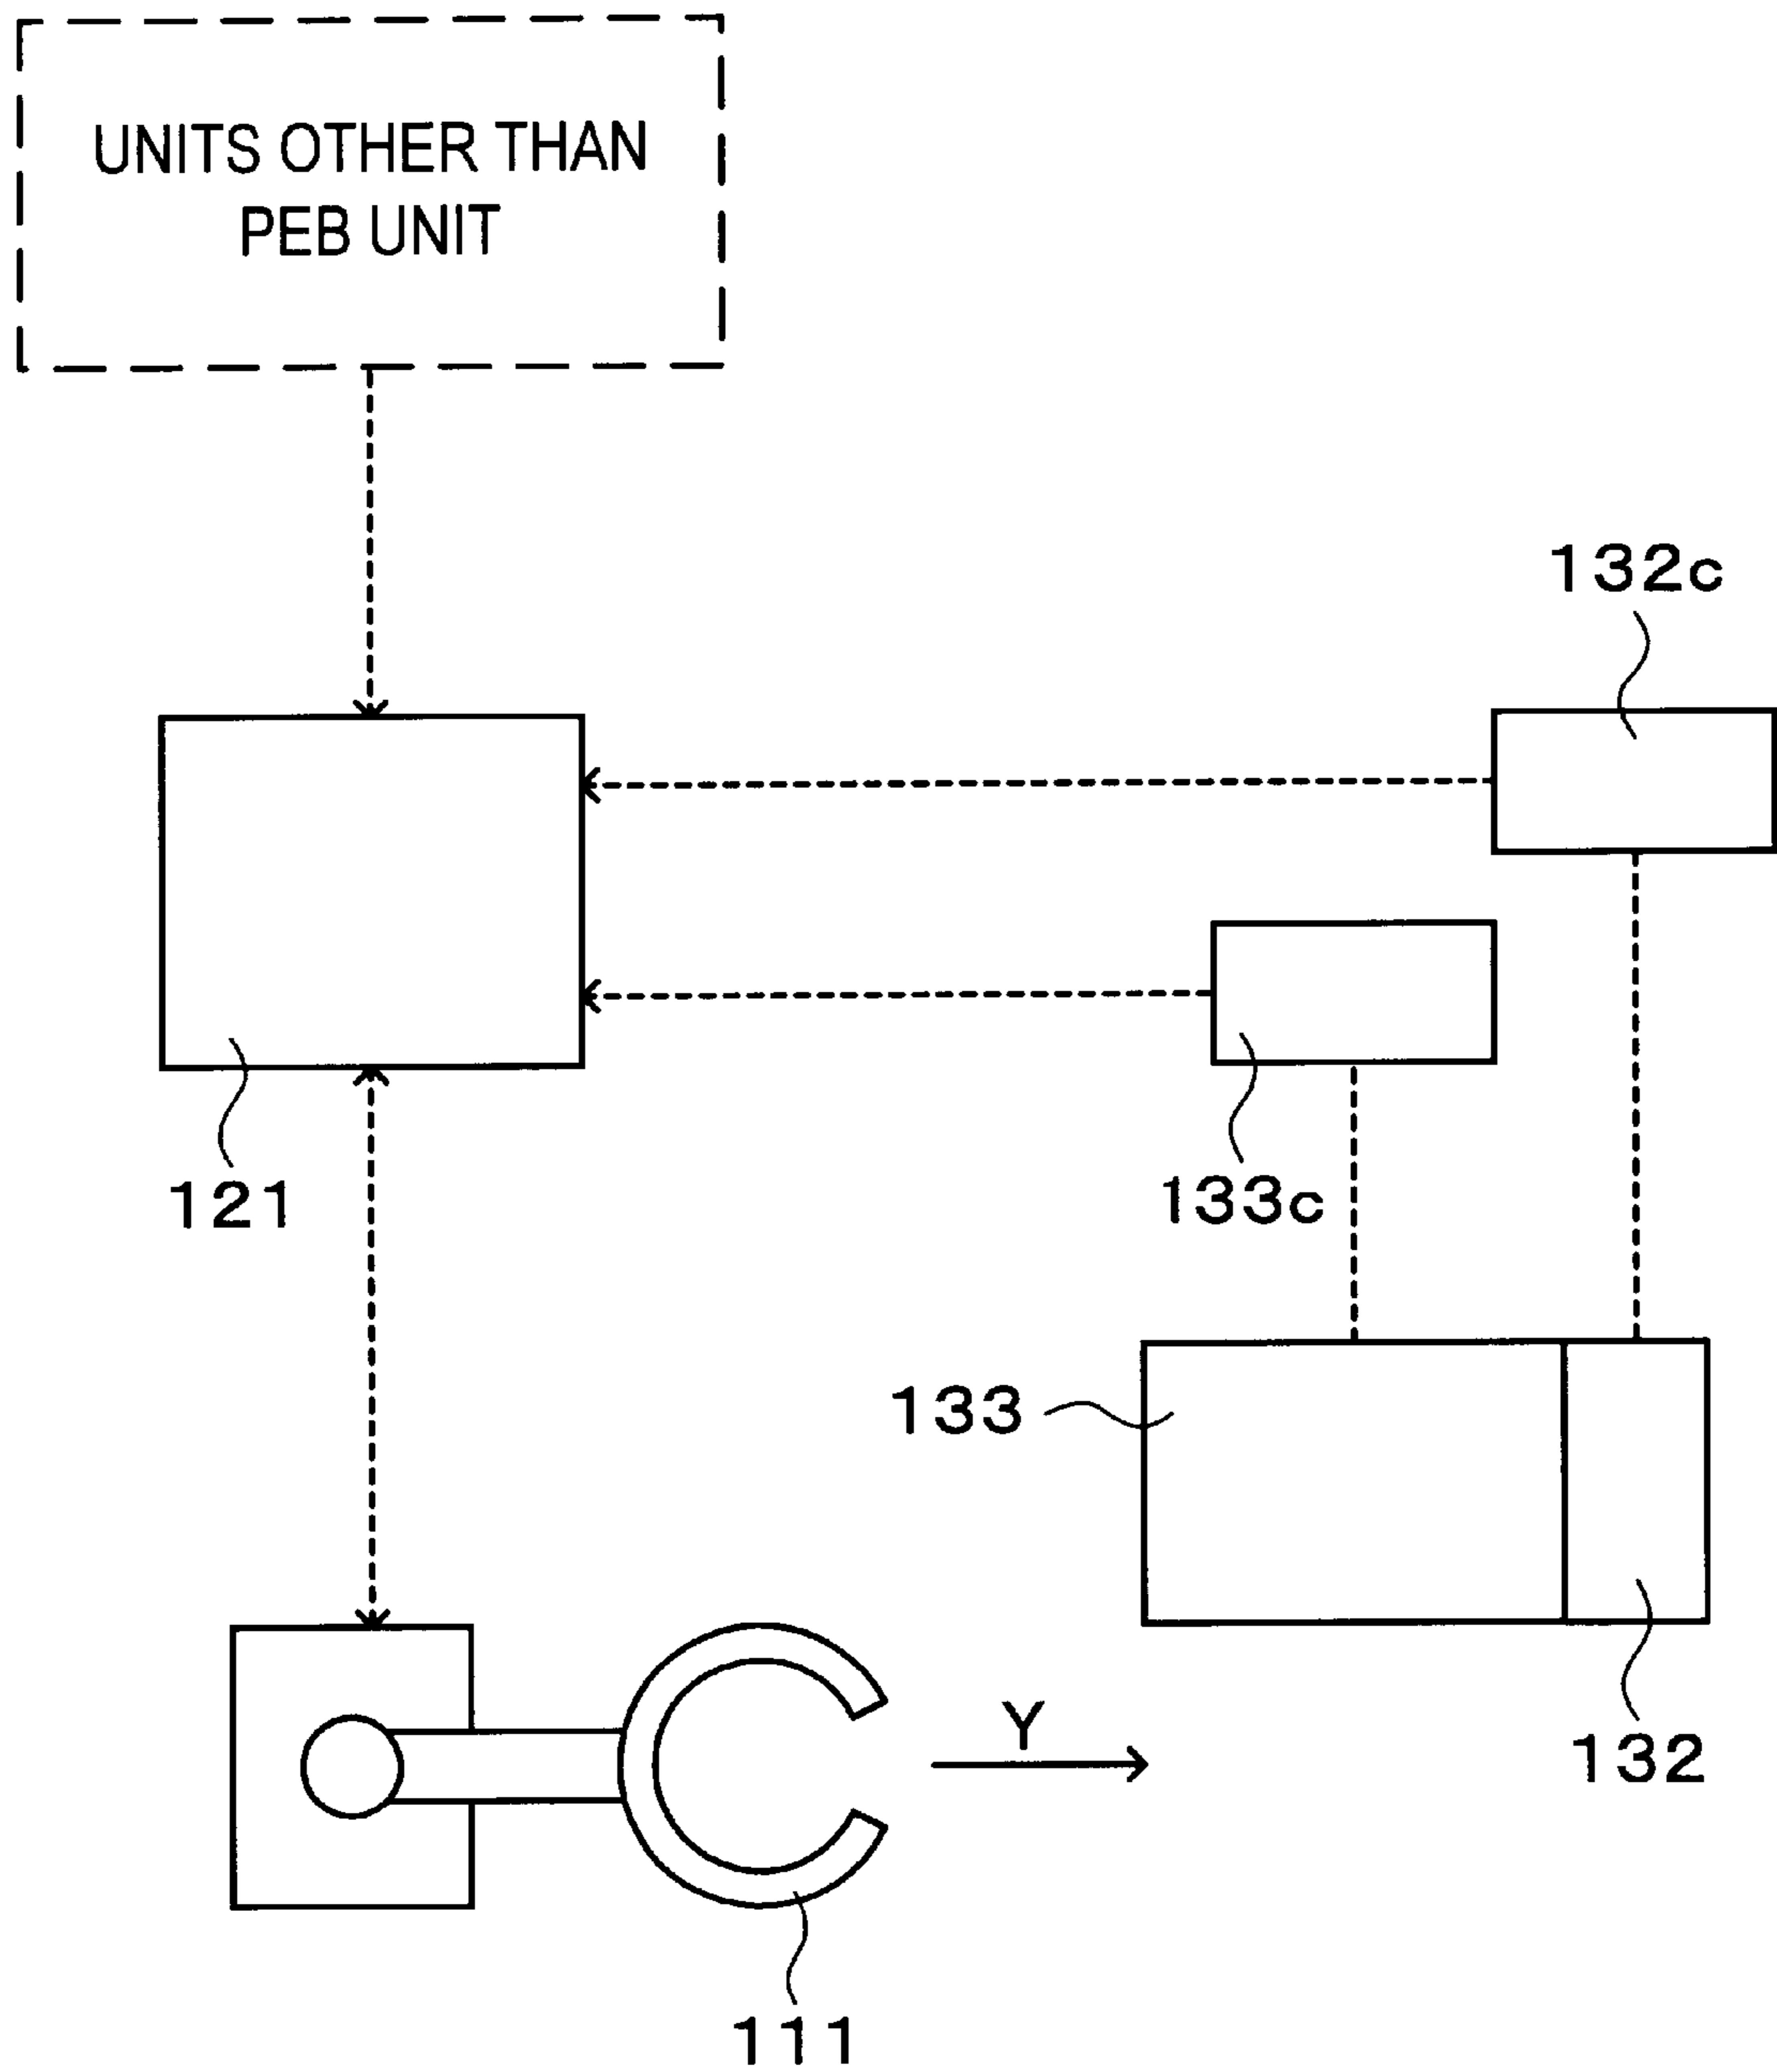 UNITS OTHER THAN
PEB UNIT
132c
121
133c
133
Y
132
111